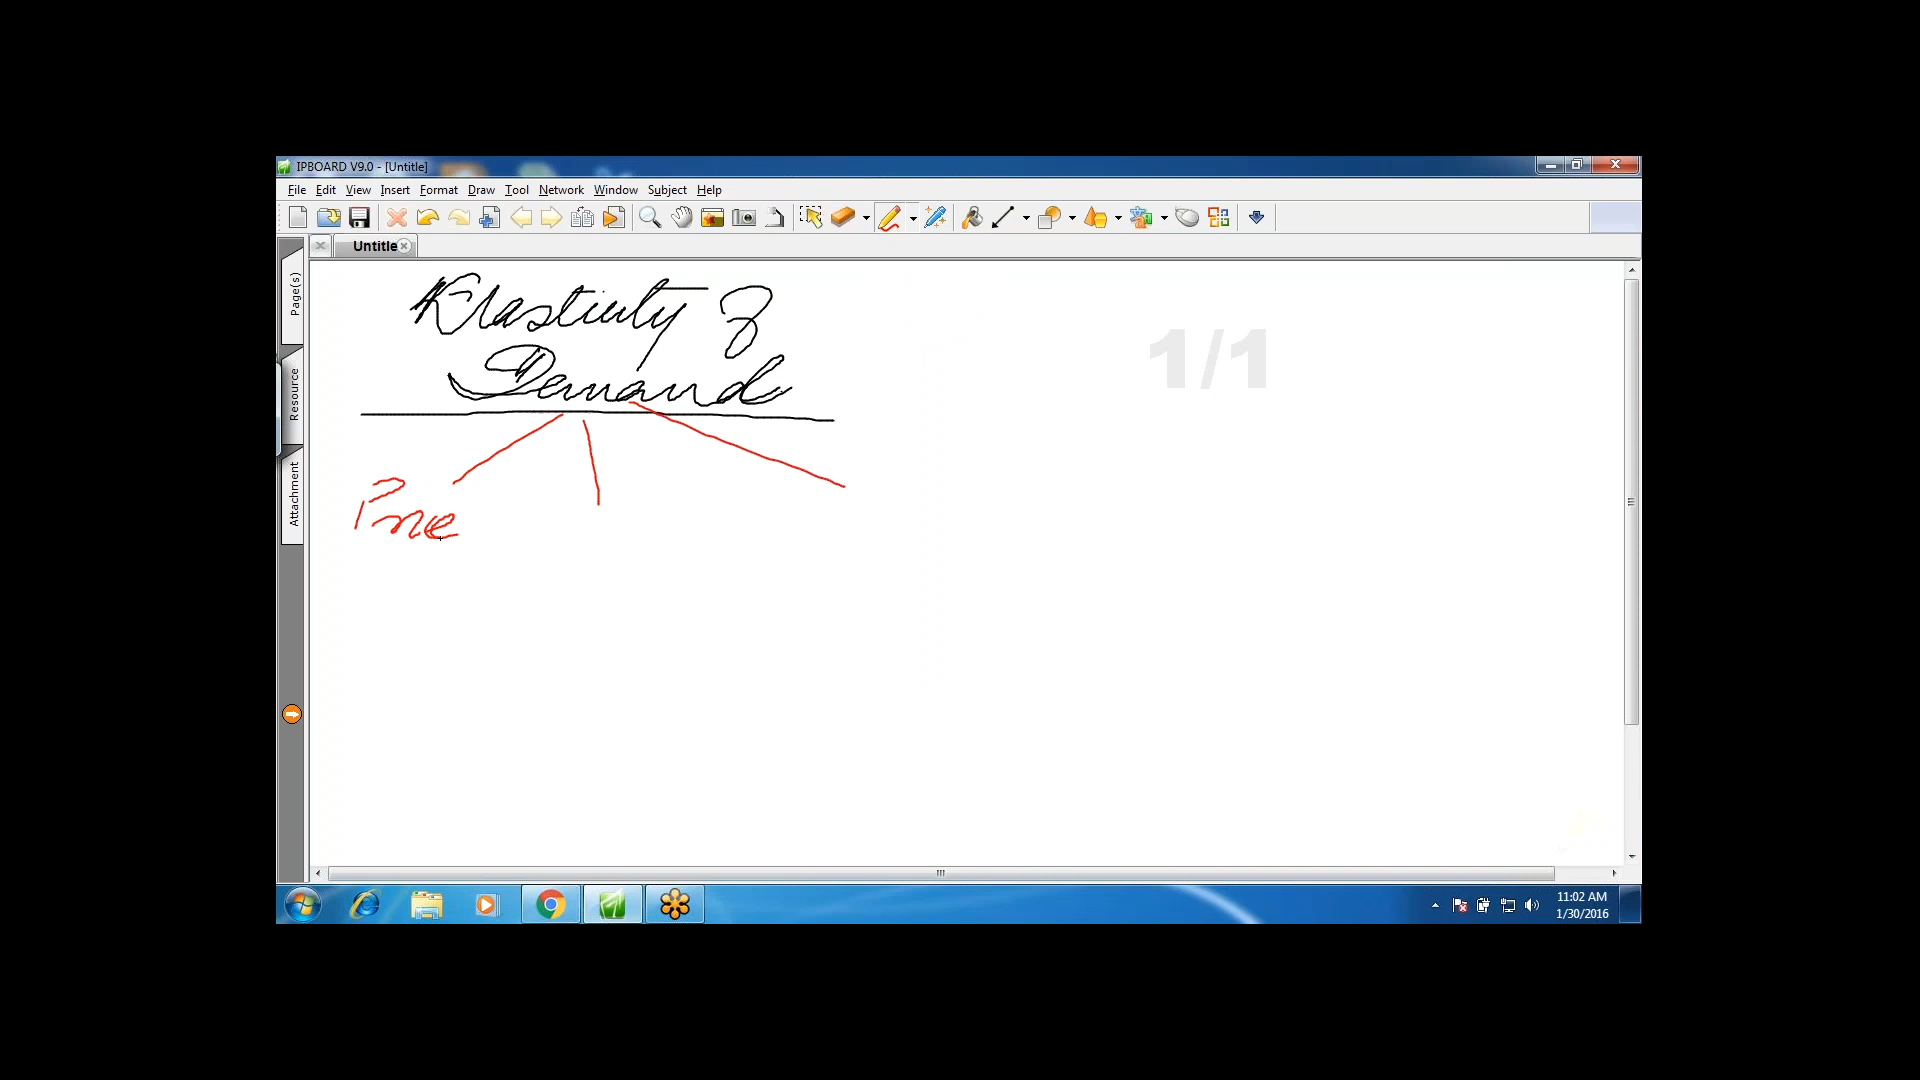 IPBOARD V9.0 - [Untitle]
File Edit View Insert Format Draw Tool Network Window Subject Help
Untitle
Page(s)
Resource
Attachment
Elasticity of
Demand
1/1
Price
11:02 AM
1/30/2016